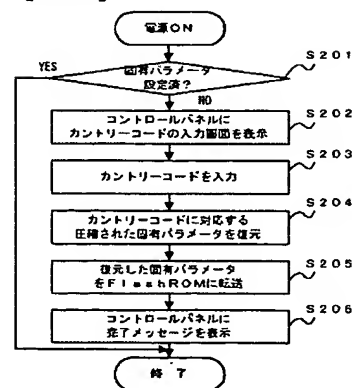 電源ON
S201
YES
固有パラメータ
設定済?
NO
S202
コントロールパネルに
カントリーコードの入力画面を表示
S203
カントリーコードを入力
S204
カントリーコードに対応する
圧縮された固有パラメータを復元
S205
復元した固有パラメータ
をFlashROMに転送
S206
コントロールパネルに
完了メッセージを表示
終了